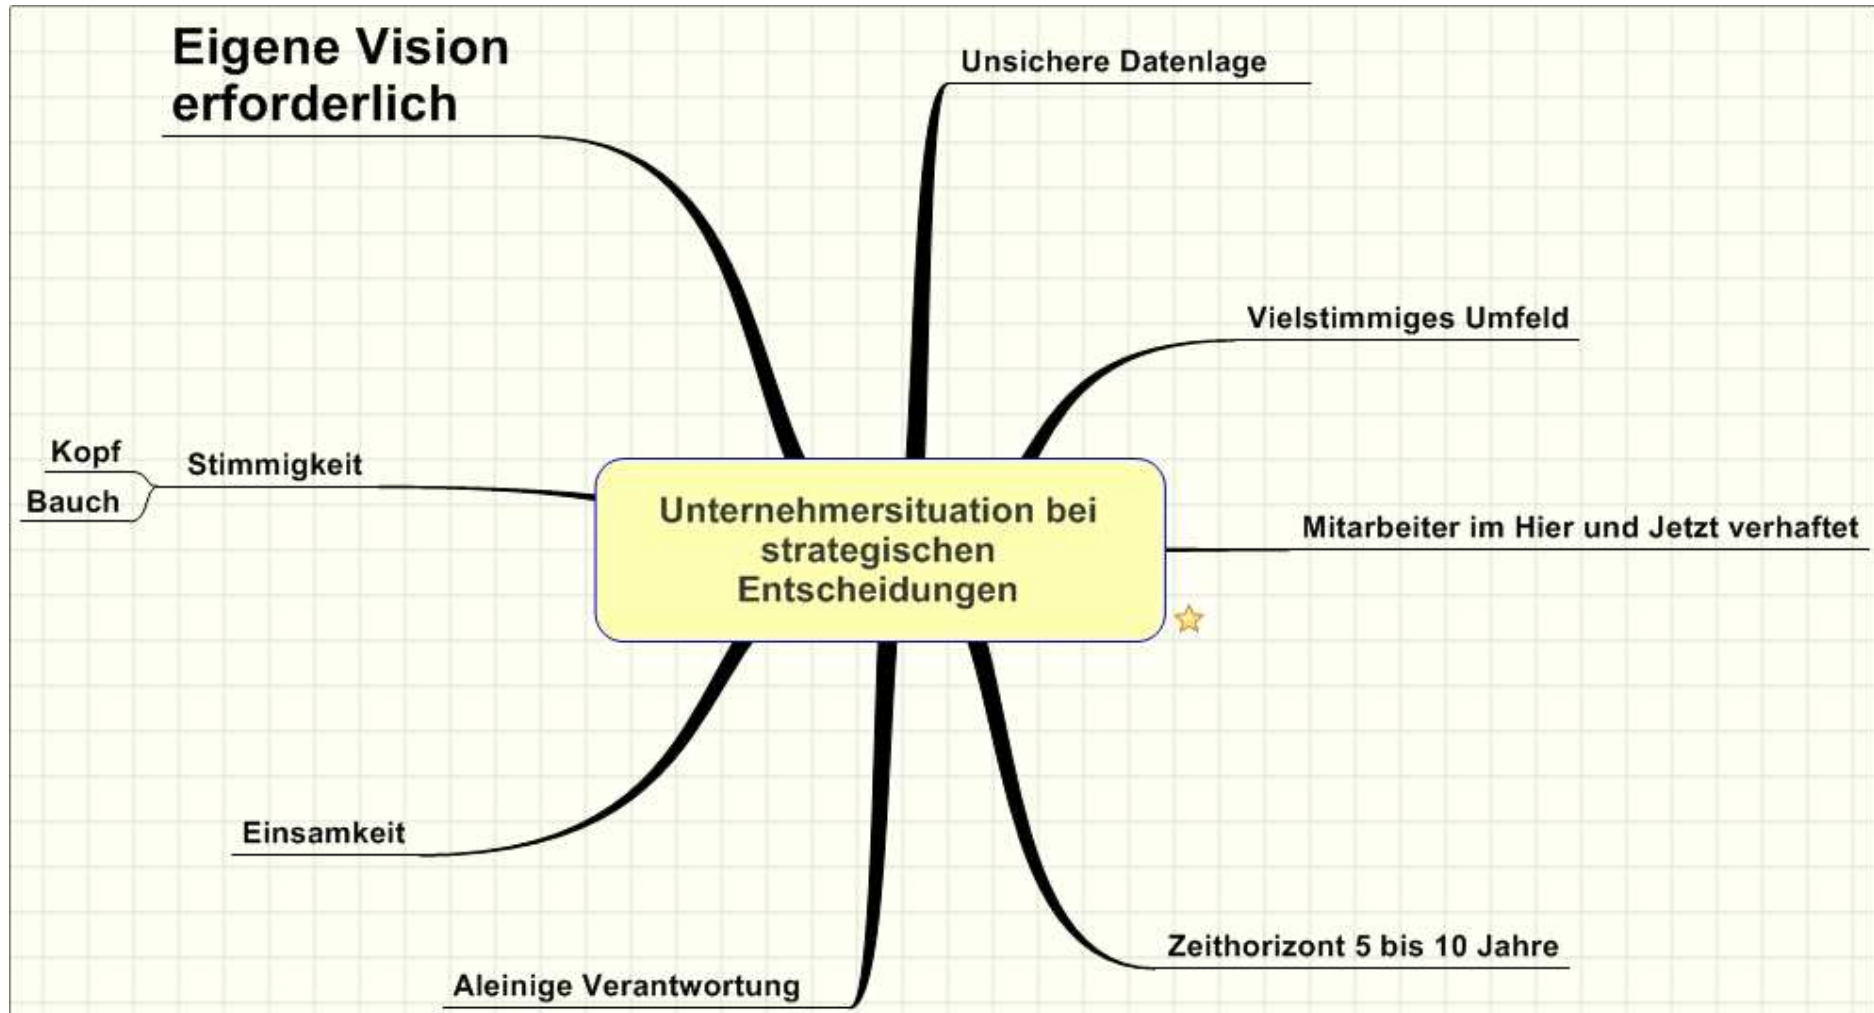 Eigene Vision
erforderlich
Unsichere Datenlage
Vielstimmiges Umfeld
Kopf
Bauch
Stimmigkeit
Unternehmersituation bei
strategischen
Entscheidungen
Mitarbeiter im Hier und Jetzt verhaftet
Einsamkeit
Zeithorizont 5 bis 10 Jahre
Aleinige Verantwortung